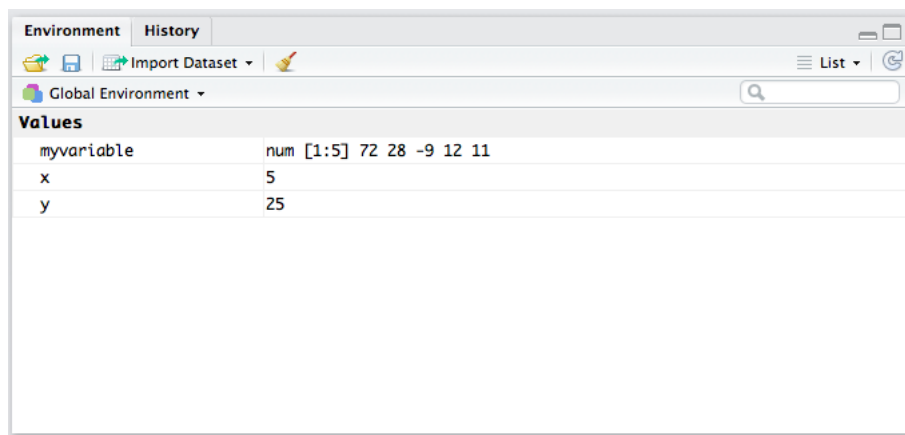 Environment History
Import Dataset List
Global Environment
Values
myvariable num [1:5] 72 28 -9 12 11
x 5
y 25